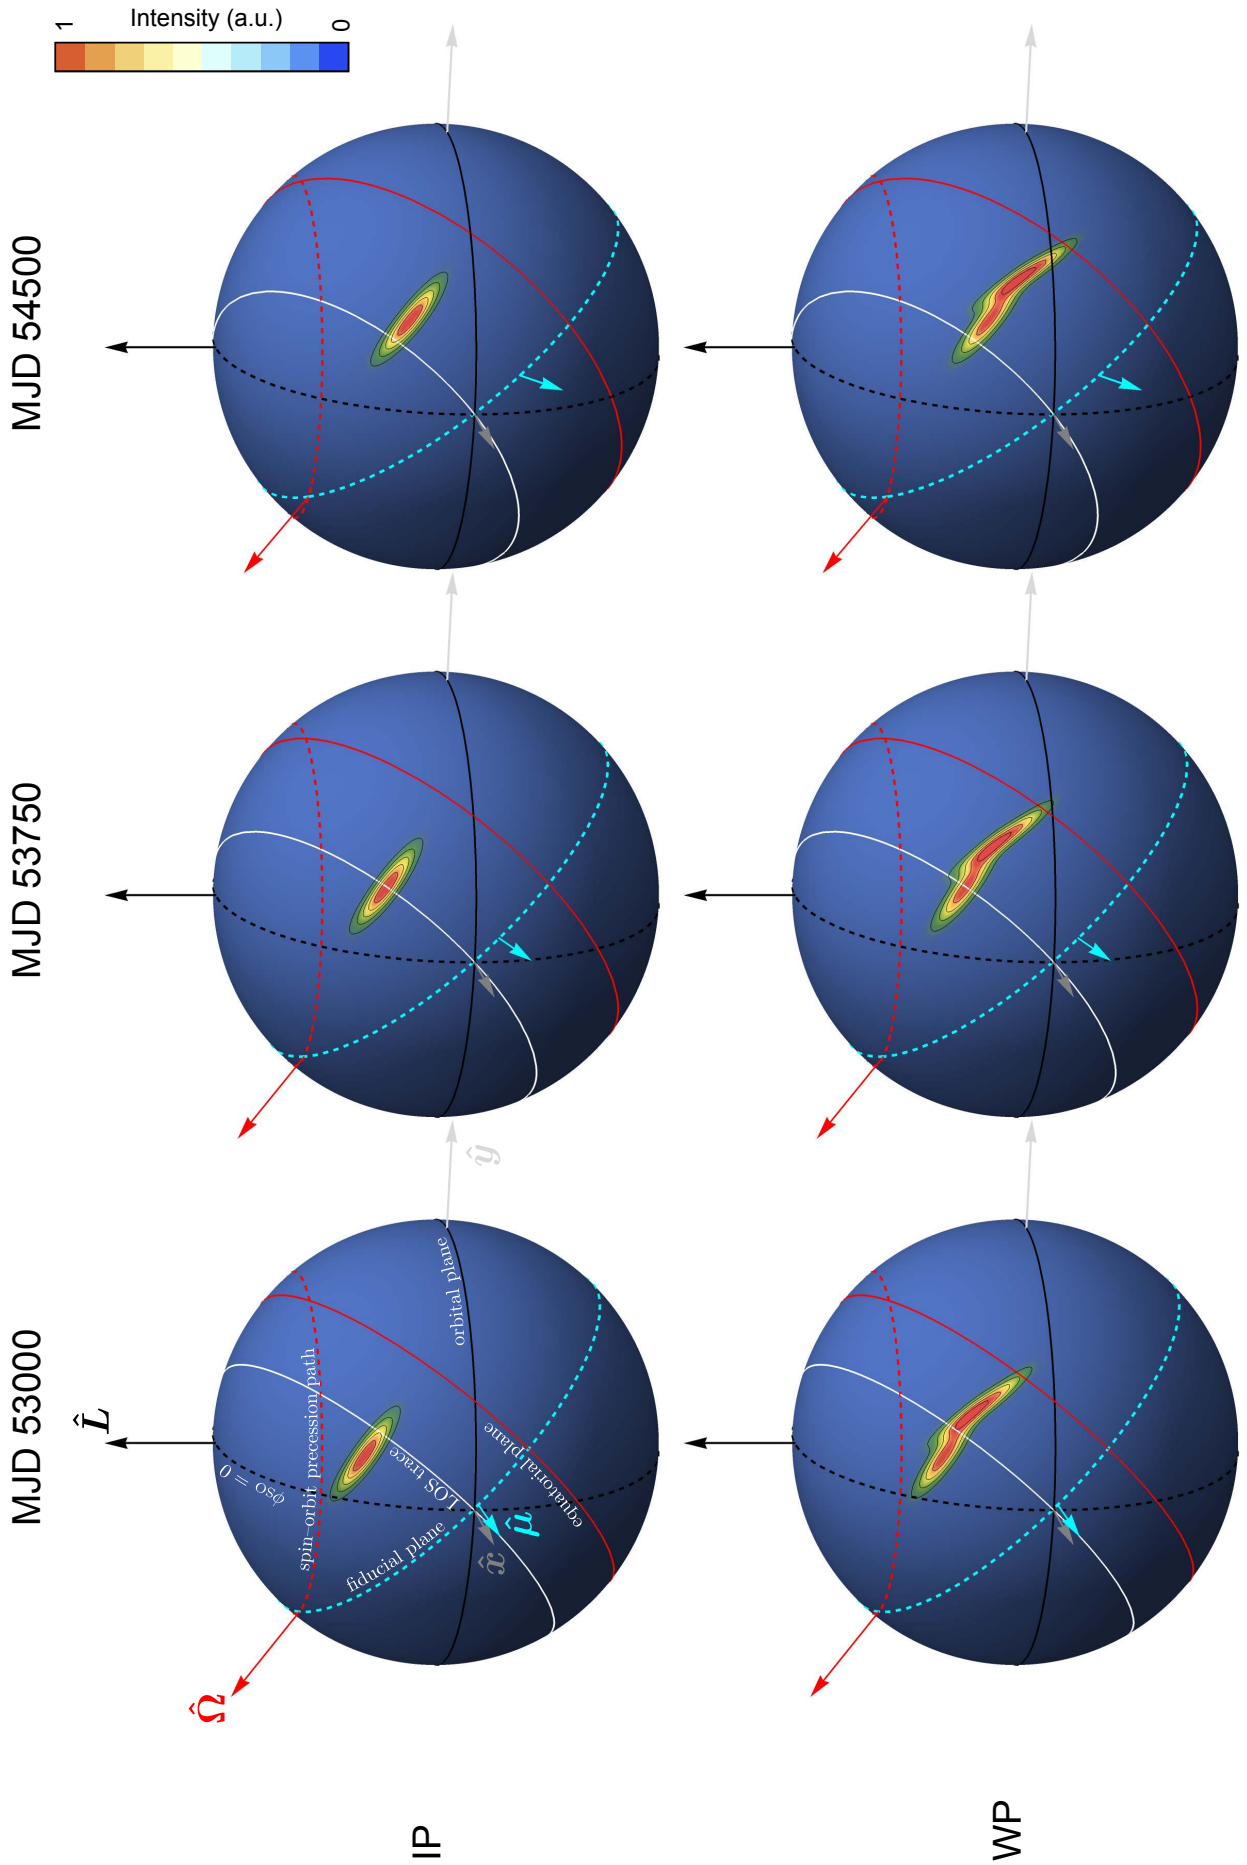 MJD 53000
MJD 53750
MJD 54500
1
Intensity (a.u.)
0
IP
WP
L̂
Ω̂
φSO = 0
spin–orbit precession path
fiducial plane
LOS trace
orbital plane
equatorial plane
x̂
μ̂
ŷ